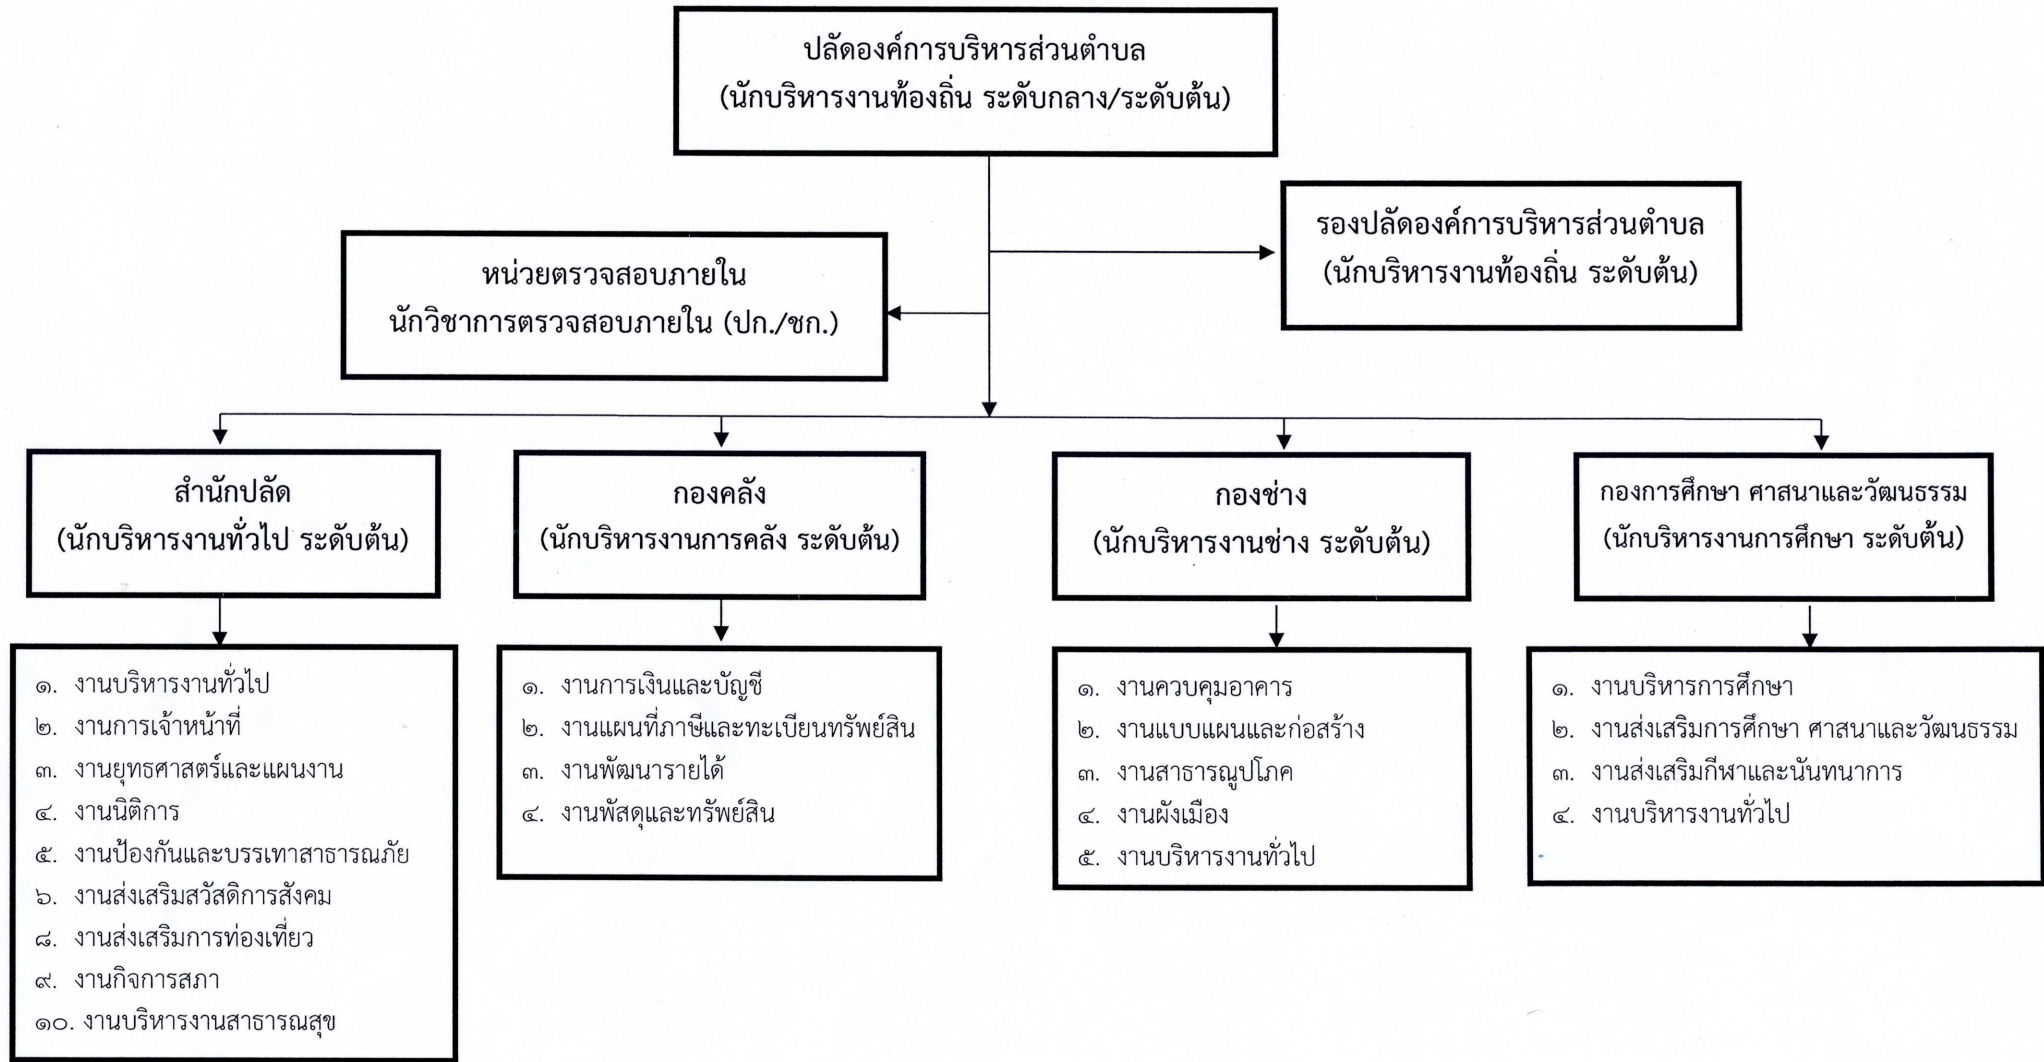 ปลัดองค์การบริหารส่วนตำบล
(นักบริหารงานท้องถิ่น ระดับกลาง/ระดับต้น)
รองปลัดองค์การบริหารส่วนตำบล
(นักบริหารงานท้องถิ่น ระดับต้น)
หน่วยตรวจสอบภายใน
นักวิชาการตรวจสอบภายใน (ปก./ชก.)
สำนักปลัด
(นักบริหารงานทั่วไป ระดับต้น)
๑. งานบริหารงานทั่วไป
๒. งานการเจ้าหน้าที่
๓. งานยุทธศาสตร์และแผนงาน
๔. งานนิติการ
๕. งานป้องกันและบรรเทาสาธารณภัย
๖. งานส่งเสริมสวัสดิการสังคม
๘. งานส่งเสริมการท่องเที่ยว
๙. งานกิจการสภา
๑๐. งานบริหารงานสาธารณสุข
กองคลัง
(นักบริหารงานการคลัง ระดับต้น)
๑. งานการเงินและบัญชี
๒. งานแผนที่ภาษีและทะเบียนทรัพย์สิน
๓. งานพัฒนารายได้
๔. งานพัสดุและทรัพย์สิน
กองช่าง
(นักบริหารงานช่าง ระดับต้น)
๑. งานควบคุมอาคาร
๒. งานแบบแผนและก่อสร้าง
๓. งานสาธารณูปโภค
๔. งานผังเมือง
๕. งานบริหารงานทั่วไป
กองการศึกษา ศาสนาและวัฒนธรรม
(นักบริหารงานการศึกษา ระดับต้น)
๑. งานบริหารการศึกษา
๒. งานส่งเสริมการศึกษา ศาสนาและวัฒนธรรม
๓. งานส่งเสริมกีฬาและนันทนาการ
๔. งานบริหารงานทั่วไป